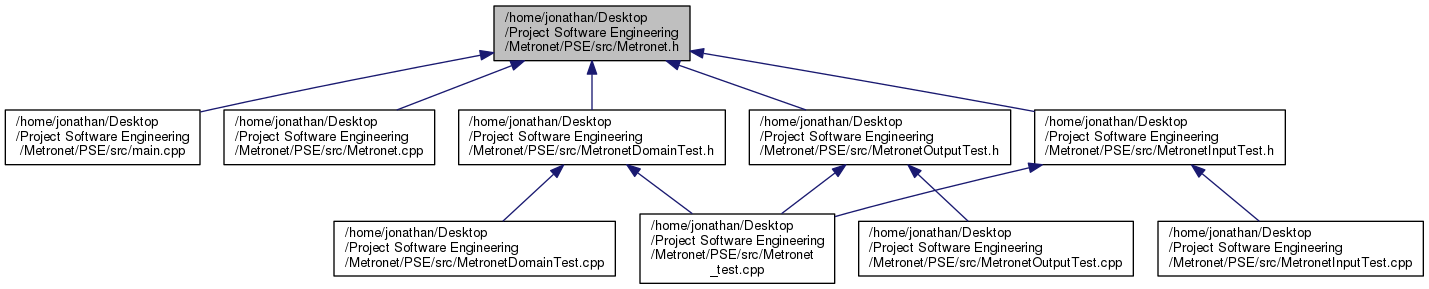 /home/jonathan/Desktop
/Project Software Engineering
/Metronet/PSE/src/Metronet.h
/home/jonathan/Desktop
/Project Software Engineering
/Metronet/PSE/src/main.cpp
/home/jonathan/Desktop
/Project Software Engineering
/Metronet/PSE/src/Metronet.cpp
/home/jonathan/Desktop
/Project Software Engineering
/Metronet/PSE/src/MetronetDomainTest.h
/home/jonathan/Desktop
/Project Software Engineering
/Metronet/PSE/src/MetronetOutputTest.h
/home/jonathan/Desktop
/Project Software Engineering
/Metronet/PSE/src/MetronetInputTest.h
/home/jonathan/Desktop
/Project Software Engineering
/Metronet/PSE/src/MetronetDomainTest.cpp
/home/jonathan/Desktop
/Project Software Engineering
/Metronet/PSE/src/Metronet
_test.cpp
/home/jonathan/Desktop
/Project Software Engineering
/Metronet/PSE/src/MetronetOutputTest.cpp
/home/jonathan/Desktop
/Project Software Engineering
/Metronet/PSE/src/MetronetInputTest.cpp